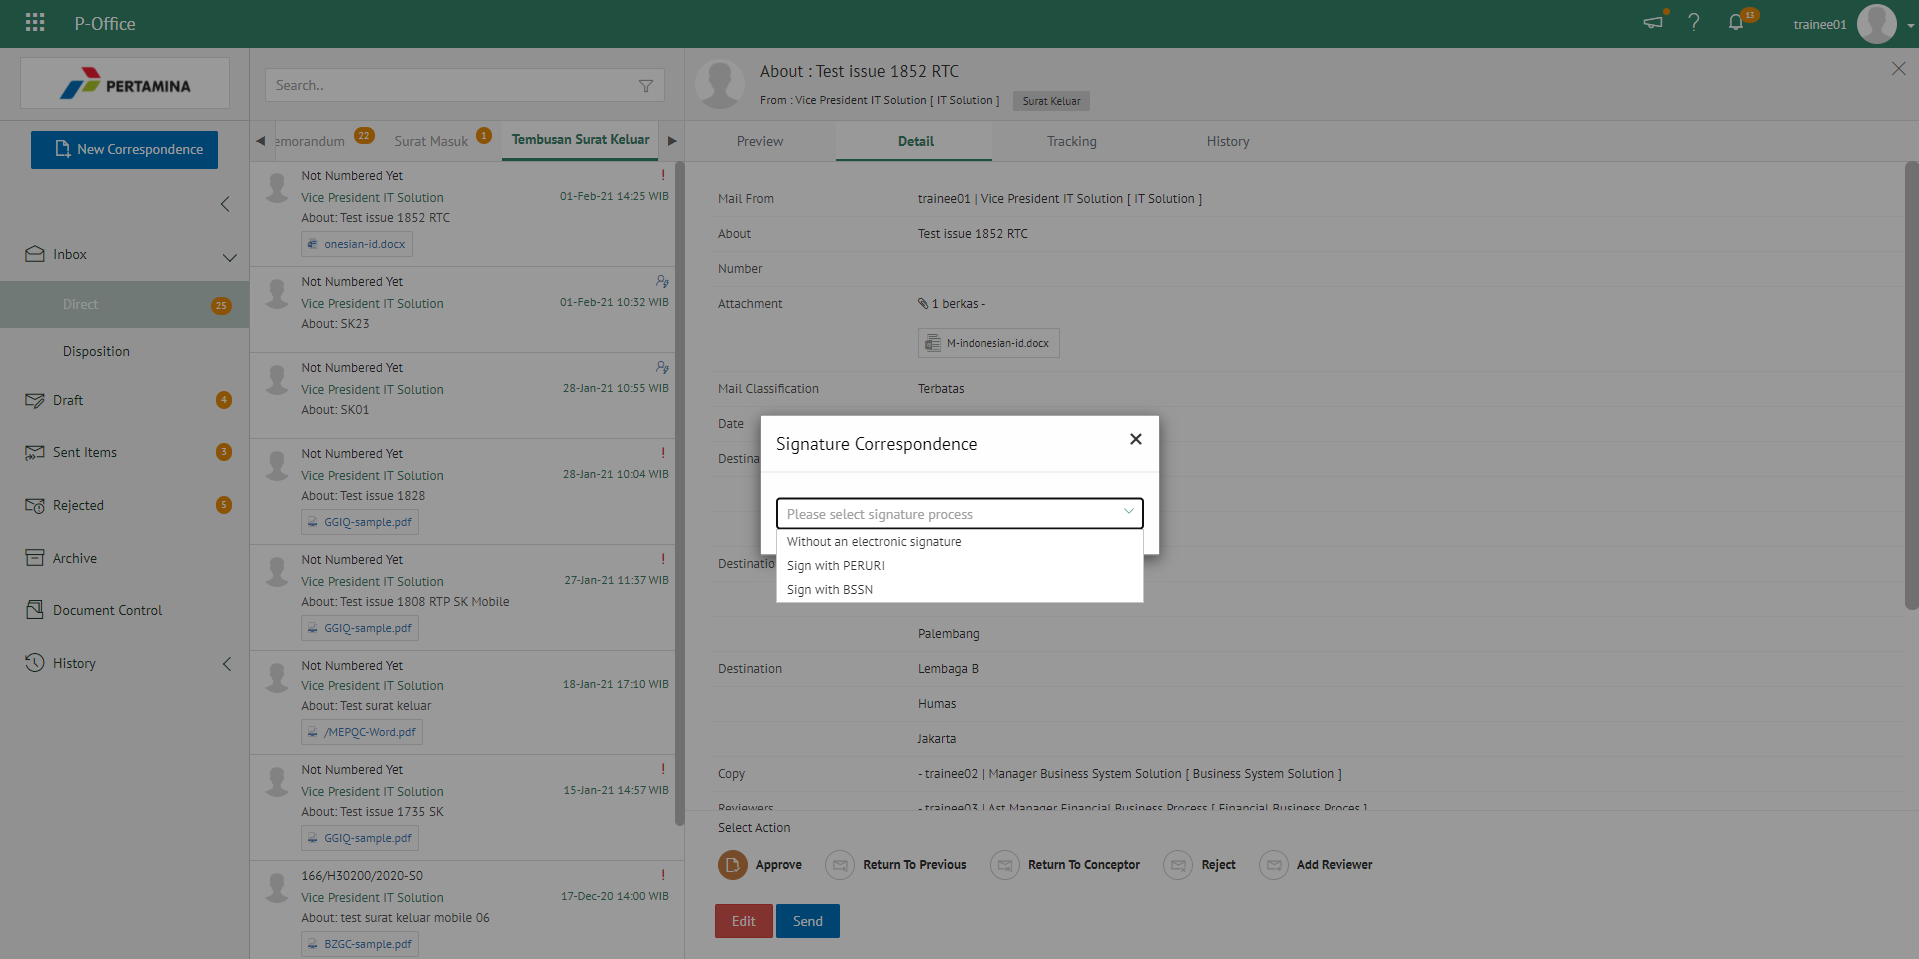 P-Office
13
trainee01
PERTAMINA
New Correspondence
Inbox
Direct
25
Disposition
Draft
4
Sent Items
3
Rejected
5
Archive
Document Control
History
Search..
emorandum
22
Surat Masuk
1
Tembusan Surat Keluar
Not Numbered Yet
!
Vice President IT Solution
01-Feb-21 14:25 WIB
About: Test issue 1852 RTC
onesian-id.docx
Not Numbered Yet
Vice President IT Solution
01-Feb-21 10:32 WIB
About: SK23
Not Numbered Yet
Vice President IT Solution
28-Jan-21 10:55 WIB
About: SK01
Not Numbered Yet
!
Vice President IT Solution
28-Jan-21 10:04 WIB
About: Test issue 1828
GGIQ-sample.pdf
Not Numbered Yet
!
Vice President IT Solution
27-Jan-21 11:37 WIB
About: Test issue 1808 RTP SK Mobile
GGIQ-sample.pdf
Not Numbered Yet
Vice President IT Solution
18-Jan-21 17:10 WIB
About: Test surat keluar
/MEPQC-Word.pdf
Not Numbered Yet
!
Vice President IT Solution
15-Jan-21 14:57 WIB
About: Test issue 1735 SK
GGIQ-sample.pdf
166/H30200/2020-S0
!
Vice President IT Solution
17-Dec-20 14:00 WIB
About: test surat keluar mobile 06
BZGC-sample.pdf
About : Test issue 1852 RTC
From : Vice President IT Solution [ IT Solution ]
Surat Keluar
Preview
Detail
Tracking
History
Mail From
trainee01 | Vice President IT Solution [ IT Solution ]
About
Test issue 1852 RTC
Number
Attachment
1 berkas -
M-indonesian-id.docx
Mail Classification
Terbatas
Date
Destina
Destinatio
Signature Correspondence
Please select signature process
Without an electronic signature
Sign with PERURI
Sign with BSSN
Palembang
Destination
Lembaga B
Humas
Jakarta
Copy
- trainee02 | Manager Business System Solution [ Business System Solution ]
Reviewers
- trainee03 | Ast Manager Financial Business Process [ Financial Business Proces ]
Select Action
Approve
Return To Previous
Return To Conceptor
Reject
Add Reviewer
Edit
Send